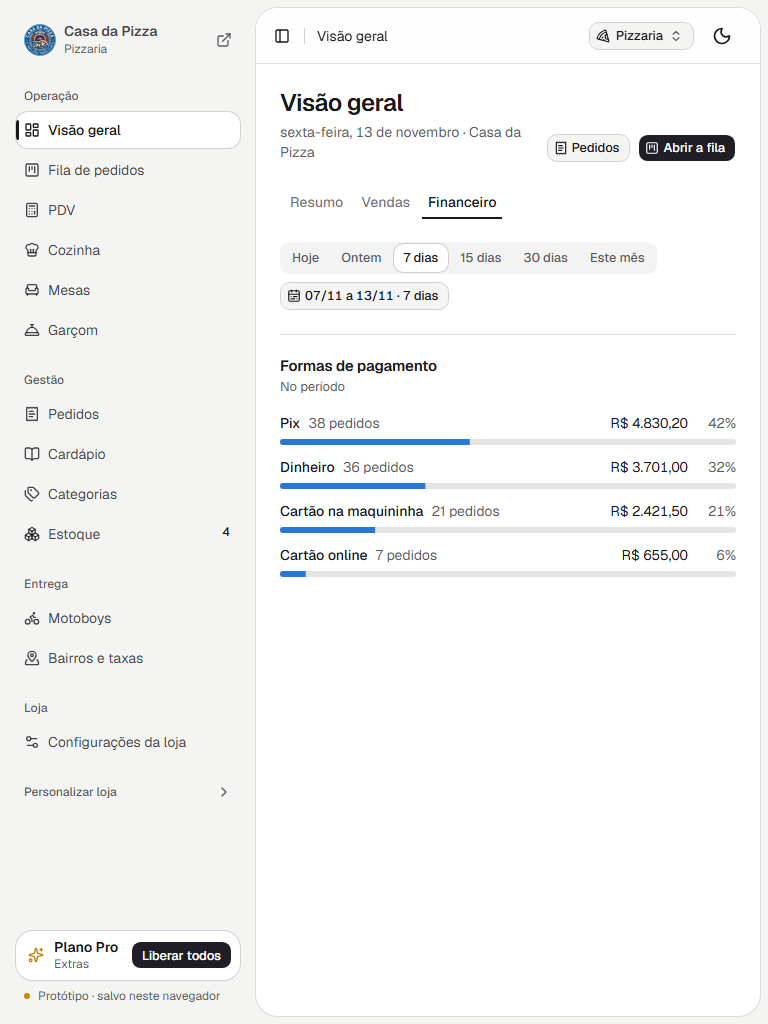 Casa da Pizza
Pizzaria
Operação
Visão geral
Fila de pedidos
PDV
Cozinha
Mesas
Garçom
Gestão
Pedidos
Cardápio
Categorias
Estoque 4
Entrega
Motoboys
Bairros e taxas
Loja
Configurações da loja
Personalizar loja
Plano Pro
Extras
Liberar todos
Protótipo · salvo neste navegador
Visão geral
Pizzaria
Visão geral
sexta-feira, 13 de novembro · Casa da
Pizza
Pedidos
Abrir a fila
Resumo Vendas Financeiro
Hoje Ontem 7 dias 15 dias 30 dias Este mês
07/11 a 13/11 · 7 dias
Formas de pagamento
No período
Pix 38 pedidos R$ 4.830,20 42%
Dinheiro 36 pedidos R$ 3.701,00 32%
Cartão na maquininha 21 pedidos R$ 2.421,50 21%
Cartão online 7 pedidos R$ 655,00 6%